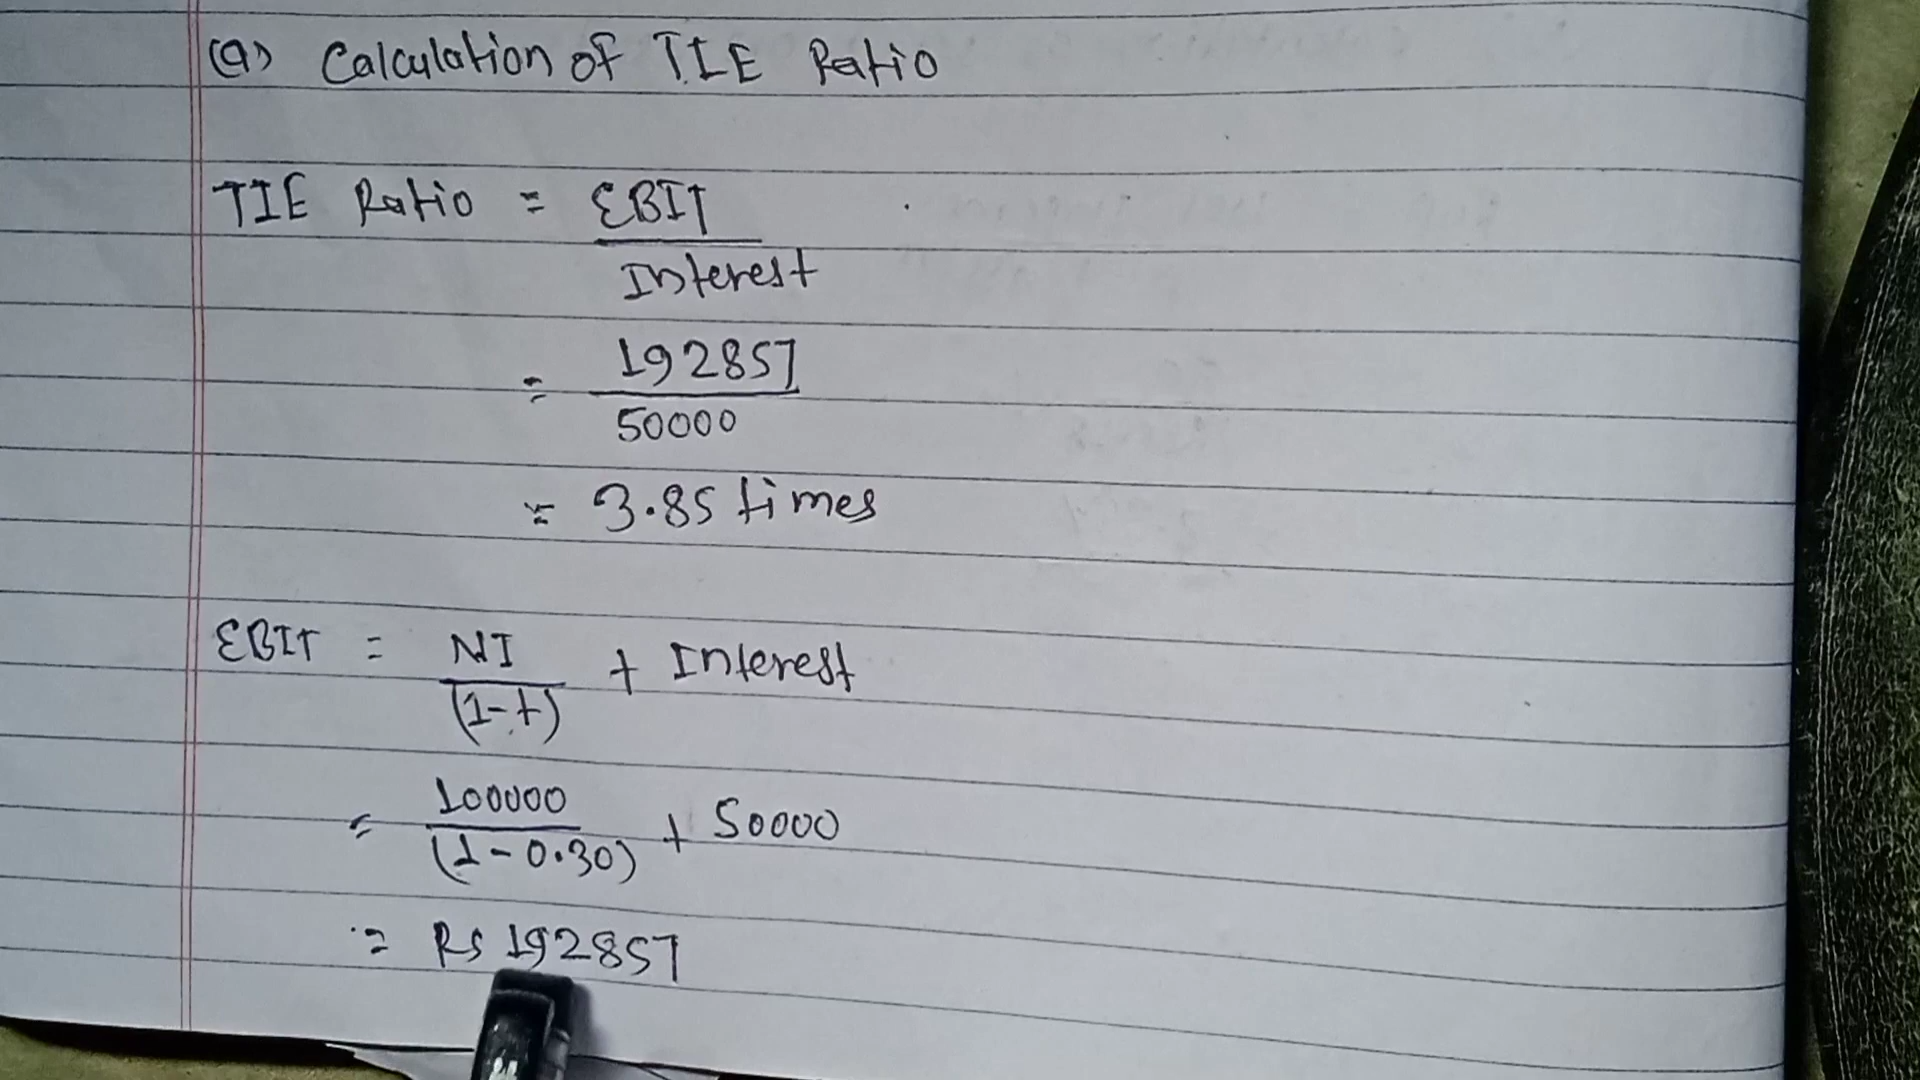 (a) Calculation of TIE Ratio
TIE Ratio = EBIT
Interest
= 192857
50000
= 3.85 times
EBIT = NI + Interest
(1-t)
= 100000 + 50000
(1-0.30)
= Rs 192857